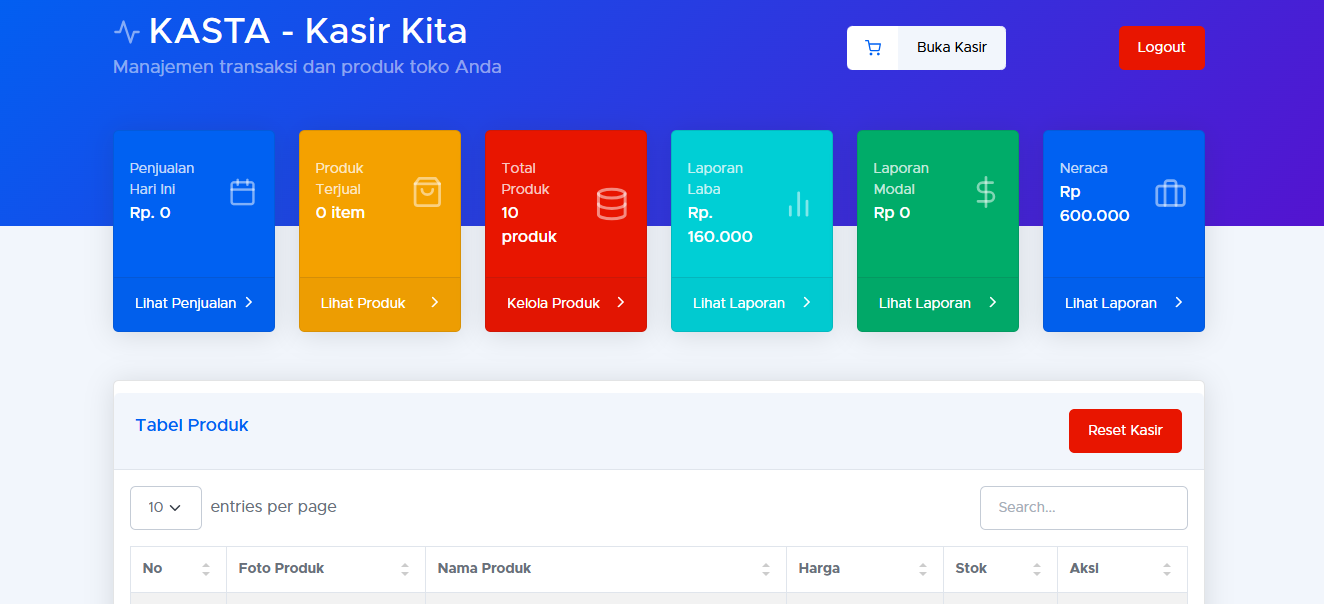 KASTA - Kasir Kita
Manajemen transaksi dan produk toko Anda
Buka Kasir
Logout
Penjualan
Hari Ini
Rp. 0
Lihat Penjualan
Produk
Terjual
0 item
Lihat Produk
Total
Produk
10
produk
Kelola Produk
Laporan
Laba
Rp.
160.000
Lihat Laporan
Laporan
Modal
Rp 0
Lihat Laporan
Neraca
Rp
600.000
Lihat Laporan
Tabel Produk
Reset Kasir
10 entries per page
Search...
No Foto Produk Nama Produk Harga Stok Aksi